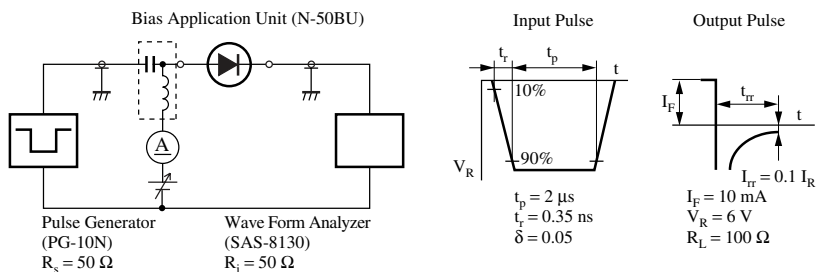 Bias Application Unit (N-50BU)
A
Pulse Generator
(PG-10N)
R_s = 50 Ω
Wave Form Analyzer
(SAS-8130)
R_i = 50 Ω
Input Pulse
t_r
t_p
t
10%
90%
V_R
t_p = 2 μs
t_r = 0.35 ns
δ = 0.05
Output Pulse
I_F
t_rr
t
I_rr = 0.1 I_R
I_F = 10 mA
V_R = 6 V
R_L = 100 Ω